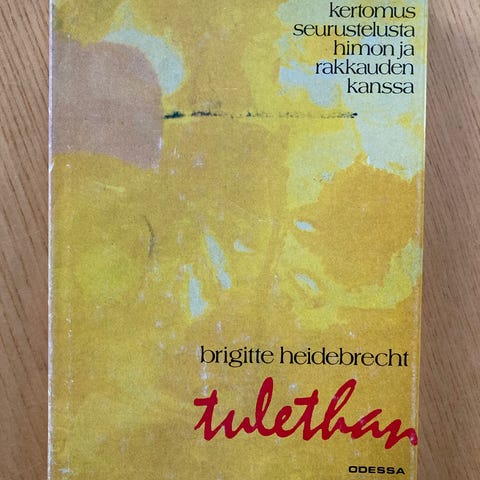 kertomus
seurustelusta
himon ja
rakkauden
kanssa
brigitte heidebrecht
tulethan
ODESSA